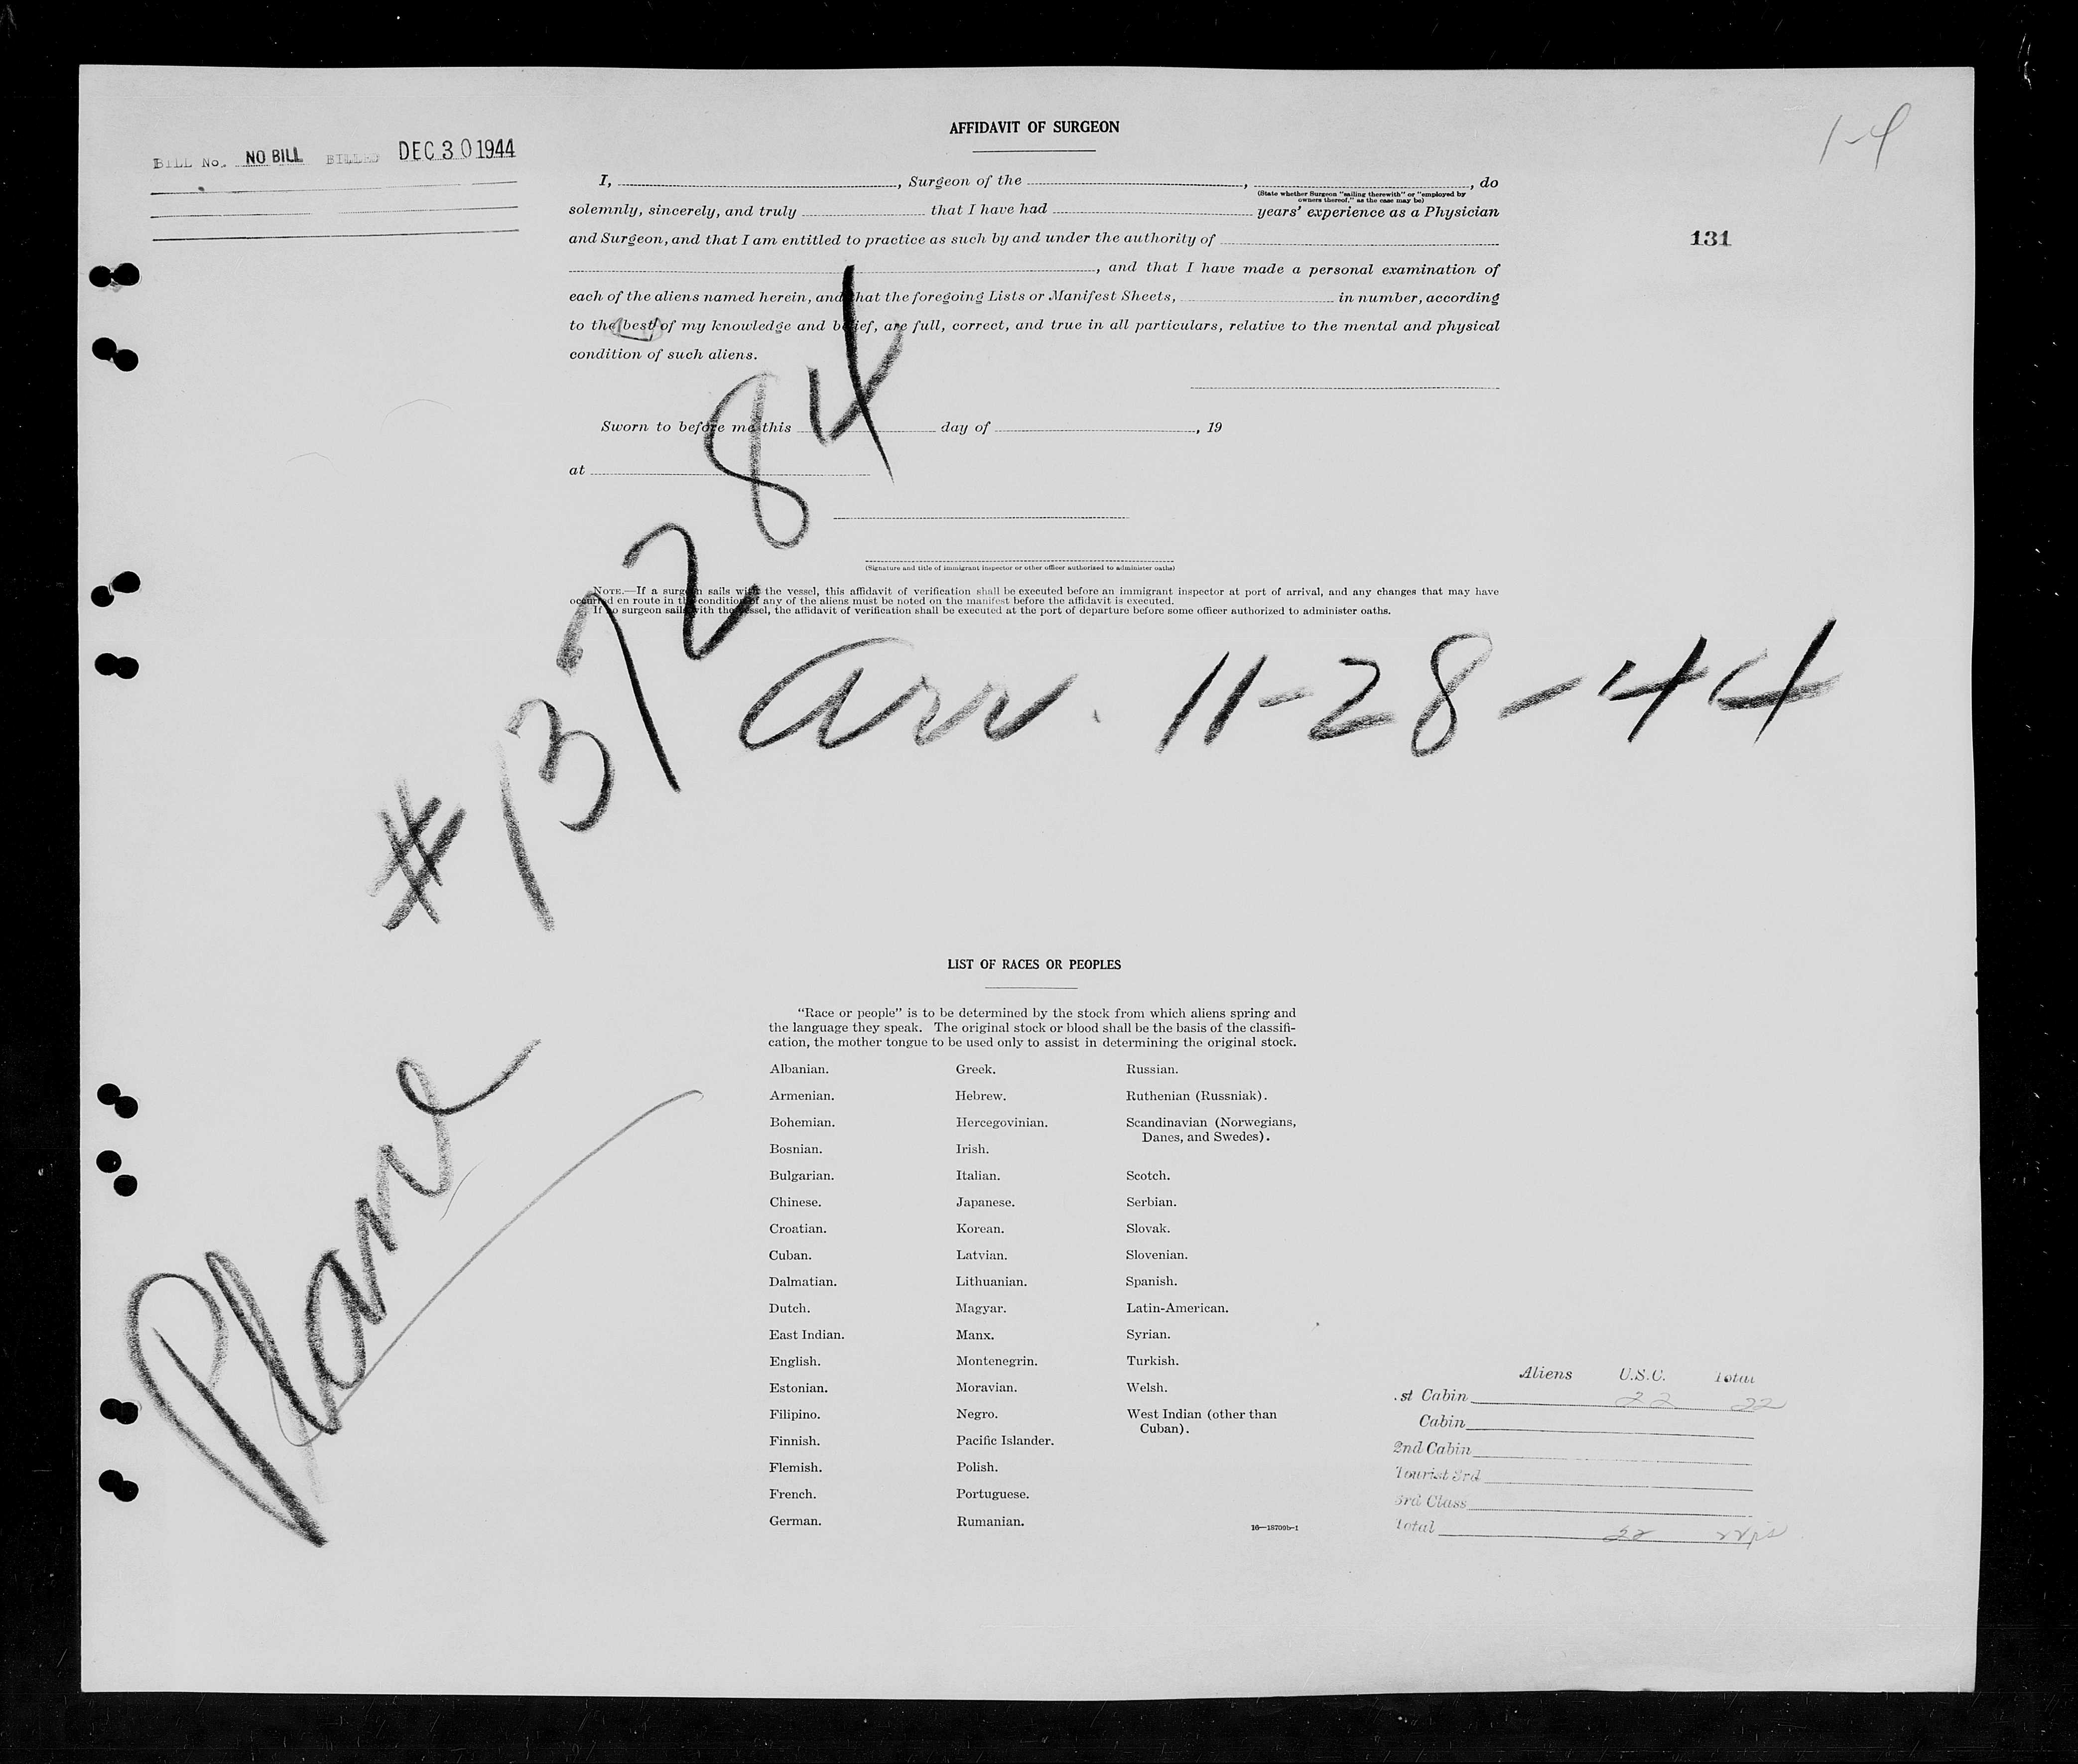 AFFIDAVIT OF SURGEON
1-4
BILL No. NO BILL BILLED DEC 30 1944
I, , Surgeon of the , , do
(State whether Surgeon "sailing therewith" or "employed by
owners thereof," as the case may be)
solemnly, sincerely, and truly that I have had years' experience as a Physician
and Surgeon, and that I am entitled to practice as such by and under the authority of
131
, and that I have made a personal examination of
each of the aliens named herein, and that the foregoing Lists or Manifest Sheets, in number, according
to the best of my knowledge and belief, are full, correct, and true in all particulars, relative to the mental and physical
condition of such aliens.
Sworn to before me this day of , 19
at
(Signature and title of immigrant inspector or other officer authorized to administer oaths)
NOTE.—If a surgeon sails with the vessel, this affidavit of verification shall be executed before an immigrant inspector at port of arrival, and any changes that may have
occurred en route in the condition of any of the aliens must be noted on the manifest before the affidavit is executed.
If no surgeon sails with the vessel, the affidavit of verification shall be executed at the port of departure before some officer authorized to administer oaths.
#137284
arr. 11-28-44
Plane
LIST OF RACES OR PEOPLES
"Race or people" is to be determined by the stock from which aliens spring and
the language they speak. The original stock or blood shall be the basis of the classifi-
cation, the mother tongue to be used only to assist in determining the original stock.
Albanian.
Armenian.
Bohemian.
Bosnian.
Bulgarian.
Chinese.
Croatian.
Cuban.
Dalmatian.
Dutch.
East Indian.
English.
Estonian.
Filipino.
Finnish.
Flemish.
French.
German.
Greek.
Hebrew.
Hercegovinian.
Irish.
Italian.
Japanese.
Korean.
Latvian.
Lithuanian.
Magyar.
Manx.
Montenegrin.
Moravian.
Negro.
Pacific Islander.
Polish.
Portuguese.
Rumanian.
Russian.
Ruthenian (Russniak).
Scandinavian (Norwegians,
Danes, and Swedes).
Scotch.
Serbian.
Slovak.
Slovenian.
Spanish.
Latin-American.
Syrian.
Turkish.
Welsh.
West Indian (other than
Cuban).
16—18709b-1
Aliens U.S.C. Total
st Cabin 22 22
Cabin
2nd Cabin
Tourist 3rd
3rd Class
Total 22